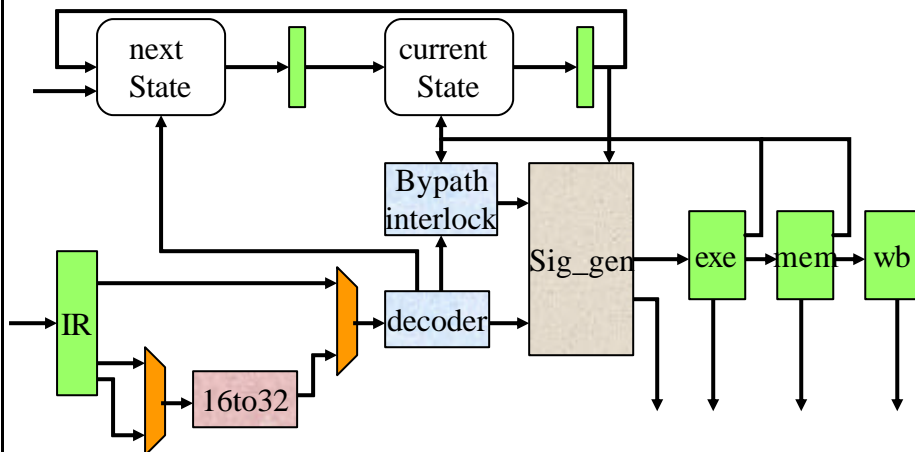 next
State
current
State
Bypath
interlock
Sig_gen
exe
mem
wb
IR
decoder
16to32